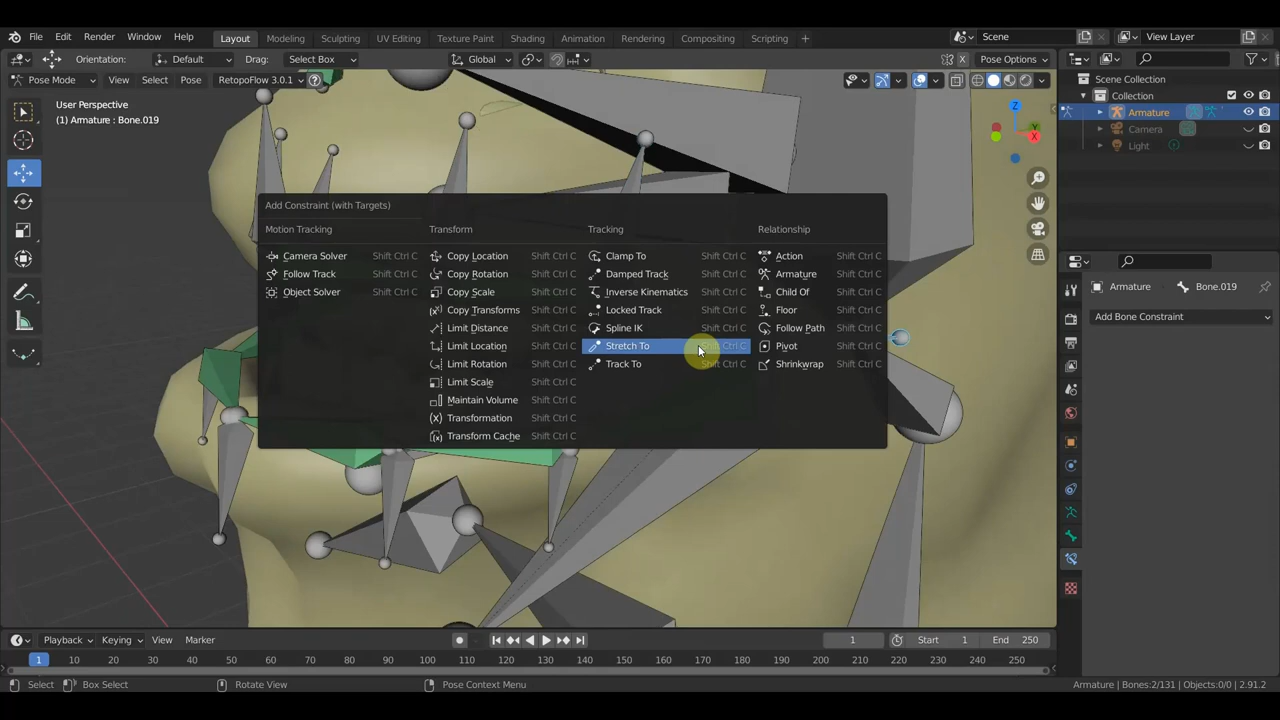 File Edit Render Window Help Layout Modeling Sculpting UV Editing Texture Paint Shading Animation Rendering Compositing Scripting + Scene View Layer
Orientation: Default Drag: Select Box Global Pose Options
Pose Mode View Select Pose RetopoFlow 3.0.1 ?
User Perspective
(1) Armature : Bone.019
Z
Y
X
Scene Collection
Collection
Armature
Camera
Light
Armature > Bone.019
Add Bone Constraint
Add Constraint (with Targets)
Motion Tracking Transform Tracking Relationship
Camera Solver Shift Ctrl C Copy Location Shift Ctrl C Clamp To Shift Ctrl C Action Shift Ctrl C
Follow Track Shift Ctrl C Copy Rotation Shift Ctrl C Damped Track Shift Ctrl C Armature Shift Ctrl C
Object Solver Shift Ctrl C Copy Scale Shift Ctrl C Inverse Kinematics Shift Ctrl C Child Of Shift Ctrl C
Copy Transforms Shift Ctrl C Locked Track Shift Ctrl C Floor Shift Ctrl C
Limit Distance Shift Ctrl C Spline IK Shift Ctrl C Follow Path Shift Ctrl C
Limit Location Shift Ctrl C Stretch To Shift Ctrl C Pivot Shift Ctrl C
Limit Rotation Shift Ctrl C Track To Shift Ctrl C Shrinkwrap Shift Ctrl C
Limit Scale Shift Ctrl C
Maintain Volume Shift Ctrl C
Transformation Shift Ctrl C
Transform Cache Shift Ctrl C
Playback Keying View Marker 1 Start 1 End 250
1 10 20 30 40 50 60 70 80 90 100 110 120 130 140 150 160 170 180 190 200 210 220 230 240 250
Select Box Select Rotate View Pose Context Menu Armature | Bones:2/131 | Objects:0/0 | 2.91.2